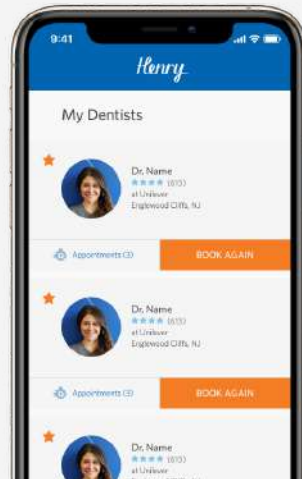 9:41
Henry
My Dentists
Dr. Name
(615)
at Unilever
Englewood Cliffs, NJ
Appointments (3)
BOOK AGAIN
Dr. Name
(615)
at Unilever
Englewood Cliffs, NJ
Appointments (3)
BOOK AGAIN
Dr. Name
(615)
at Unilever